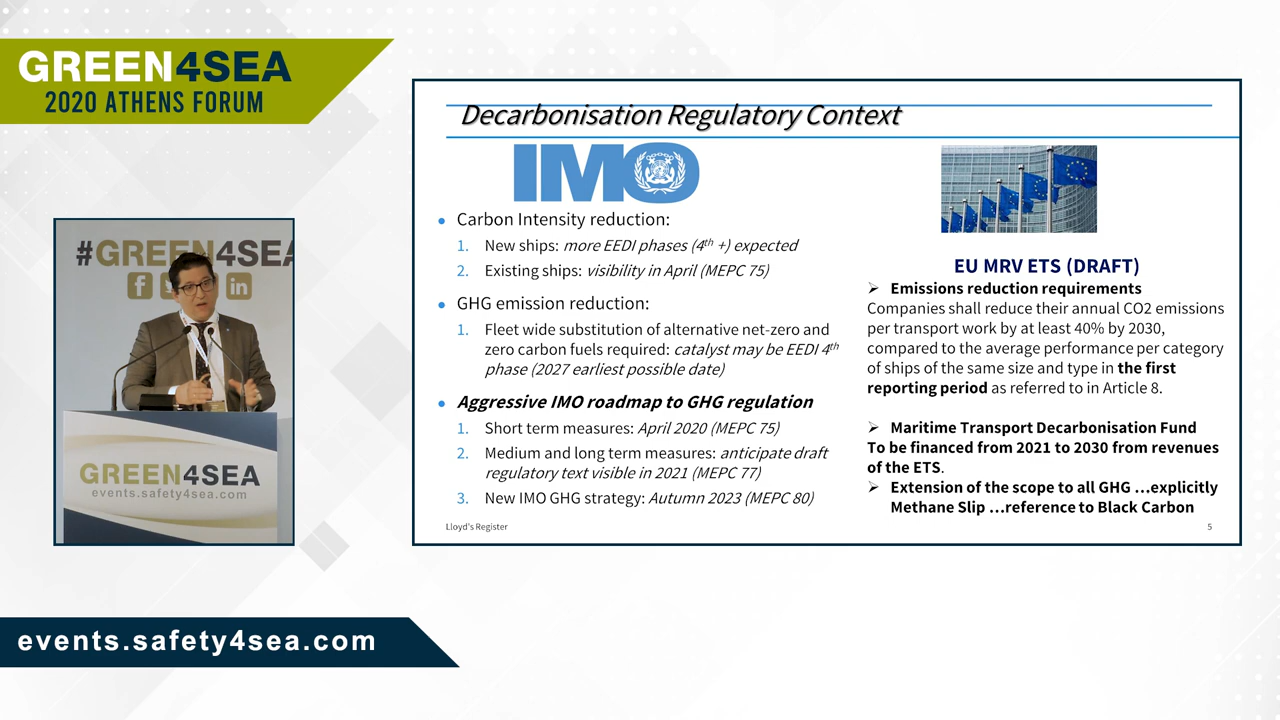 GREEN4SEA
2020 ATHENS FORUM
#GREEN4SEA
f
in
GREEN4SEA
events.safety4sea.com
events.safety4sea.com
Decarbonisation Regulatory Context
IMO
• Carbon Intensity reduction:
1. New ships: more EEDI phases (4th +) expected
2. Existing ships: visibility in April (MEPC 75)
• GHG emission reduction:
1. Fleet wide substitution of alternative net-zero and
zero carbon fuels required: catalyst may be EEDI 4th
phase (2027 earliest possible date)
• Aggressive IMO roadmap to GHG regulation
1. Short term measures: April 2020 (MEPC 75)
2. Medium and long term measures: anticipate draft
regulatory text visible in 2021 (MEPC 77)
3. New IMO GHG strategy: Autumn 2023 (MEPC 80)
EU MRV ETS (DRAFT)
➢ Emissions reduction requirements
Companies shall reduce their annual CO2 emissions
per transport work by at least 40% by 2030,
compared to the average performance per category
of ships of the same size and type in the first
reporting period as referred to in Article 8.
➢ Maritime Transport Decarbonisation Fund
To be financed from 2021 to 2030 from revenues
of the ETS.
➢ Extension of the scope to all GHG ...explicitly
Methane Slip ...reference to Black Carbon
Lloyd's Register
5